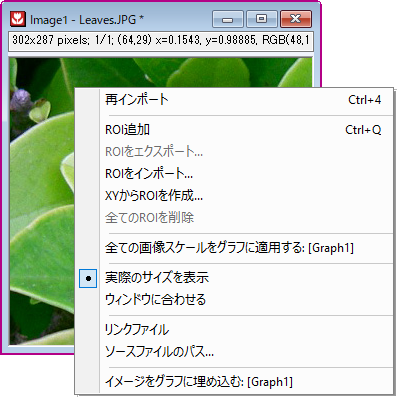 Image1 - Leaves.JPG *
302x287 pixels; 1/1; (64,29) x=0.1543, y=0.98885, RGB(48,1
再インポート Ctrl+4
ROI追加 Ctrl+Q
ROIをエクスポート...
ROIをインポート...
XYからROIを作成...
全てのROIを削除
全ての画像スケールをグラフに適用する: [Graph1]
実際のサイズを表示
ウィンドウに合わせる
リンクファイル
ソースファイルのパス...
イメージをグラフに埋め込む: [Graph1]